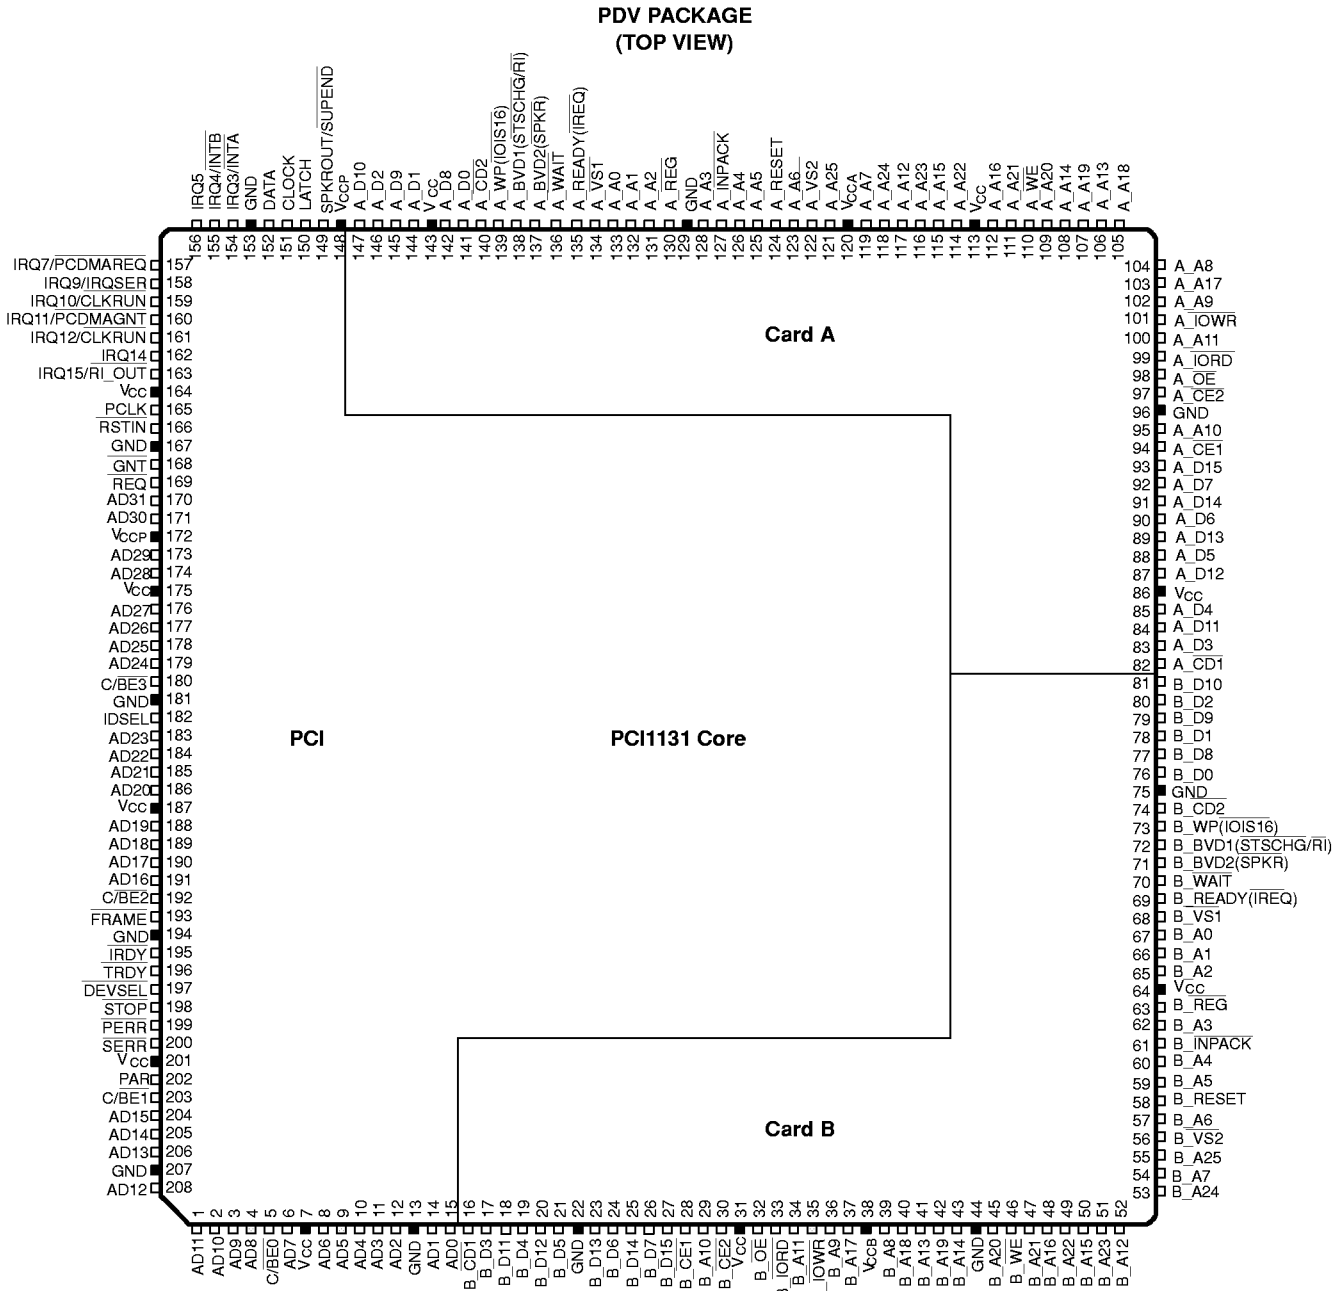 PDV PACKAGE
(TOP VIEW)
IRQ5
IRQ4/INTB
IRQ3/INTA
GND
DATA
CLOCK
LATCH
SPKROUT/SUPEND
VCCP
A_D10
A_D2
A_D9
A_D1
VCC
A_D8
A_D0
A_CD2
A_WP(IOIS16)
A_BVD1(STSCHG/RI)
A_BVD2(SPKR)
A_WAIT
A_READY(IREQ)
A_VS1
A_A0
A_A1
A_A2
A_REG
GND
A_A3
A_INPACK
A_A4
A_A5
A_RESET
A_A6
A_VS2
A_A25
VCCA
A_A7
A_A24
A_A12
A_A23
A_A15
A_A22
VCC
A_A16
A_A21
A_WE
A_A20
A_A14
A_A19
A_A13
A_A18
156
155
154
153
152
151
150
149
148
147
146
145
144
143
142
141
140
139
138
137
136
135
134
133
132
131
130
129
128
127
126
125
124
123
122
121
120
119
118
117
116
115
114
113
112
111
110
109
108
107
106
105
IRQ7/PCDMAREQ 157
IRQ9/IRQSER 158
IRQ10/CLKRUN 159
IRQ11/PCDMAGNT 160
IRQ12/CLKRUN 161
IRQ14 162
IRQ15/RI_OUT 163
VCC 164
PCLK 165
RSTIN 166
GND 167
GNT 168
REQ 169
AD31 170
AD30 171
VCCP 172
AD29 173
AD28 174
VCC 175
AD27 176
AD26 177
AD25 178
AD24 179
C/BE3 180
GND 181
IDSEL 182
AD23 183
AD22 184
AD21 185
AD20 186
VCC 187
AD19 188
AD18 189
AD17 190
AD16 191
C/BE2 192
FRAME 193
GND 194
IRDY 195
TRDY 196
DEVSEL 197
STOP 198
PERR 199
SERR 200
VCC 201
PAR 202
C/BE1 203
AD15 204
AD14 205
AD13 206
GND 207
AD12 208
Card A
PCI
PCI1131 Core
Card B
104 A_A8
103 A_A17
102 A_A9
101 A_IOWR
100 A_A11
99 A_IORD
98 A_OE
97 A_CE2
96 GND
95 A_A10
94 A_CE1
93 A_D15
92 A_D7
91 A_D14
90 A_D6
89 A_D13
88 A_D5
87 A_D12
86 VCC
85 A_D4
84 A_D11
83 A_D3
82 A_CD1
81 B_D10
80 B_D2
79 B_D9
78 B_D1
77 B_D8
76 B_D0
75 GND
74 B_CD2
73 B_WP(IOIS16)
72 B_BVD1(STSCHG/RI)
71 B_BVD2(SPKR)
70 B_WAIT
69 B_READY(IREQ)
68 B_VS1
67 B_A0
66 B_A1
65 B_A2
64 VCC
63 B_REG
62 B_A3
61 B_INPACK
60 B_A4
59 B_A5
58 B_RESET
57 B_A6
56 B_VS2
55 B_A25
54 B_A7
53 B_A24
1
2
3
4
5
6
7
8
9
10
11
12
13
14
15
16
17
18
19
20
21
22
23
24
25
26
27
28
29
30
31
32
33
34
35
36
37
38
39
40
41
42
43
44
45
46
47
48
49
50
51
52
AD11
AD10
AD9
AD8
C/BE0
AD7
VCC
AD6
AD5
AD4
AD3
AD2
GND
AD1
AD0
B_CD1
B_D3
B_D11
B_D4
B_D12
B_D5
GND
B_D13
B_D6
B_D14
B_D7
B_D15
B_CE1
B_A10
B_CE2
VCC
B_OE
B_IORD
B_A11
_IOWR
B_A9
B_A17
VCCB
B_A8
B_A18
B_A13
B_A19
B_A14
GND
B_A20
B_WE
B_A21
B_A16
B_A22
B_A15
B_A23
B_A12